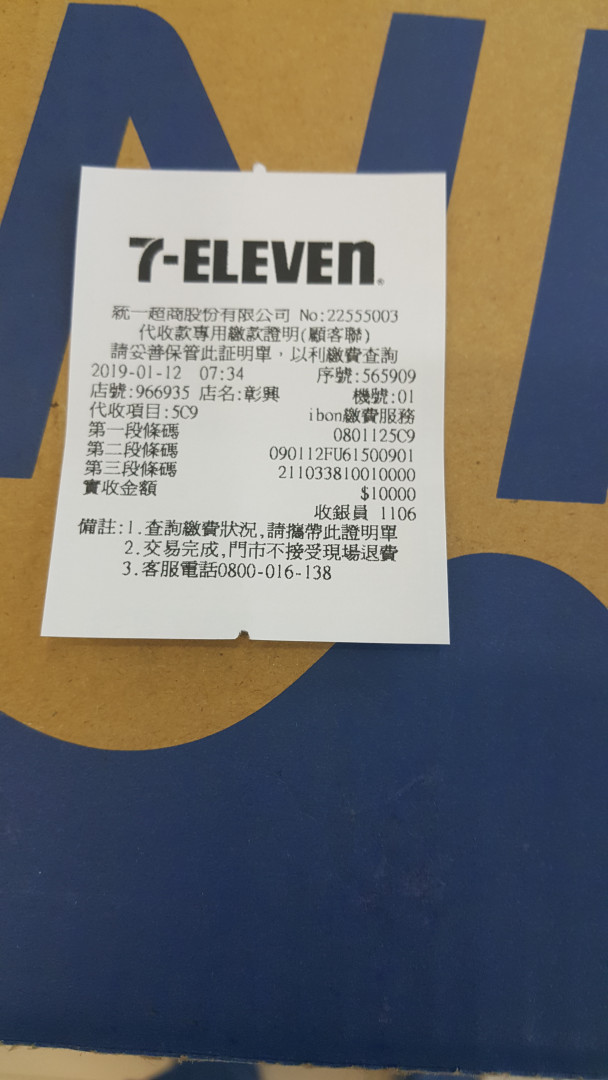 7-ELEVEN®
統一超商股份有限公司 No:22555003
代收款專用繳款證明(顧客聯)
請妥善保管此証明單,以利繳費查詢
2019-01-12 07:34 序號:565909
店號:966935 店名:彰興 機號:01
代收項目:5C9 ibon繳費服務
第一段條碼 0801125C9
第二段條碼 090112FU61500901
第三段條碼 211033810010000
實收金額 $10000
收銀員 1106
備註:1.查詢繳費狀況,請攜帶此證明單
2.交易完成,門市不接受現場退費
3.客服電話0800-016-138